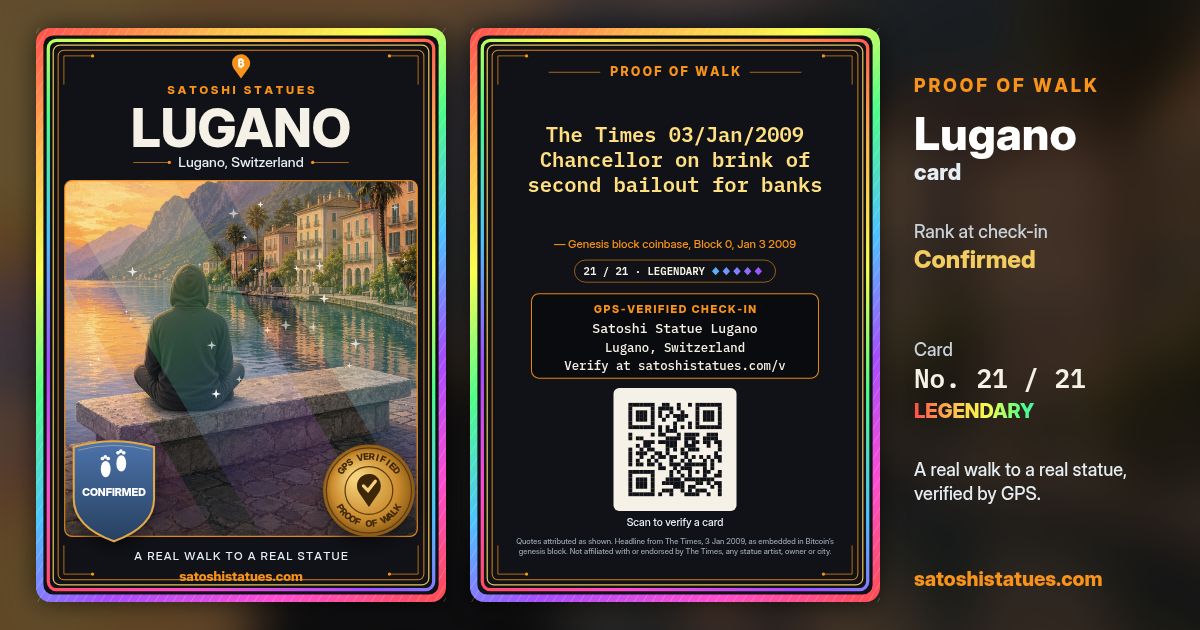 SATOSHI STATUES
LUGANO
Lugano, Switzerland
CONFIRMED
GPS VERIFIED
PROOF OF WALK
A REAL WALK TO A REAL STATUE
satoshistatues.com
PROOF OF WALK
The Times 03/Jan/2009
Chancellor on brink of
second bailout for banks
— Genesis block coinbase, Block 0, Jan 3 2009
21 / 21 · LEGENDARY
GPS-VERIFIED CHECK-IN
Satoshi Statue Lugano
Lugano, Switzerland
Verify at satoshistatues.com/v
Scan to verify a card
Quotes attributed as shown. Headline from The Times, 3 Jan 2009, as embedded in Bitcoin's
genesis block. Not affiliated with or endorsed by The Times, any statue artist, owner or city.
PROOF OF WALK
Lugano
card
Rank at check-in
Confirmed
Card
No. 21 / 21
LEGENDARY
A real walk to a real statue,
verified by GPS.
satoshistatues.com